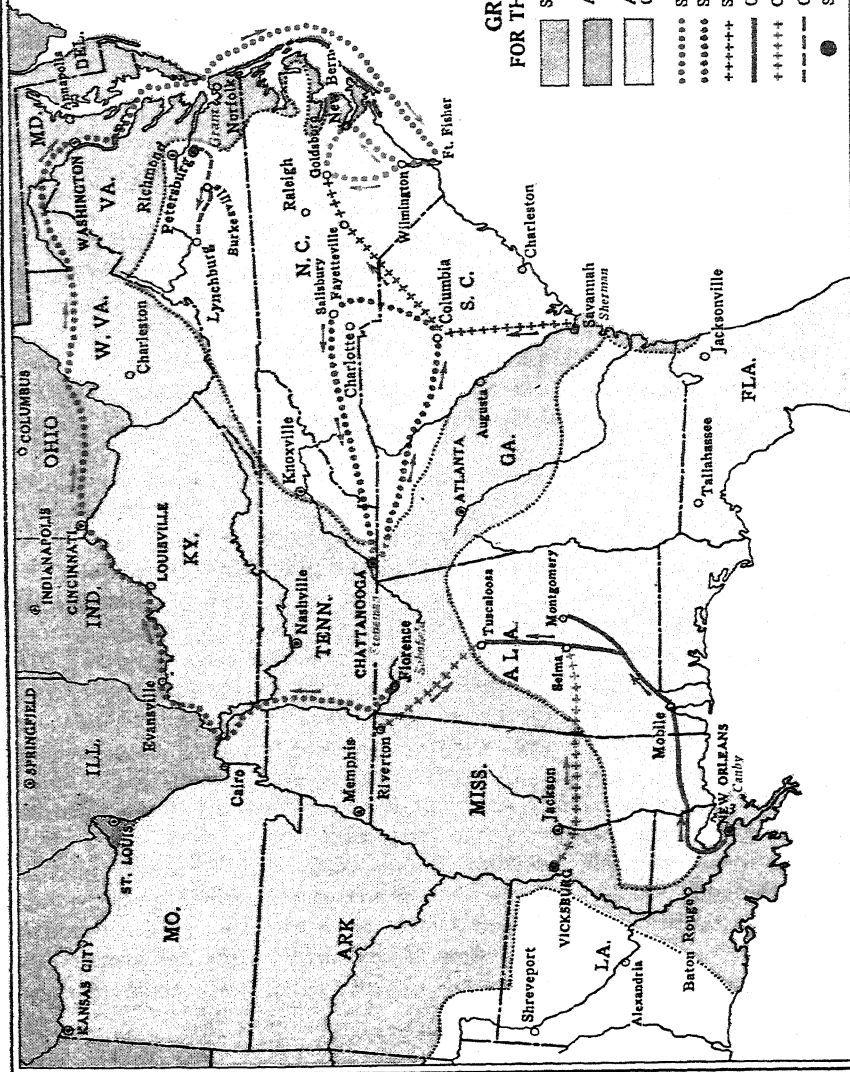 GR
FOR TH
S
A
A
C
S
S
S
C
C
C
S
KANSAS CITY
ST. LOUIS
MO.
SPRINGFIELD
ILL.
INDIANAPOLIS
CINCINNATI
IND.
COLUMBUS
OHIO
Evansville
LOUISVILLE
KY.
Cairo
W. VA.
Charleston
MD.
Annapolis
DEL.
WASHINGTON
VA.
Richmond
Petersburg
Grant
Norfolk
Lynchburg
Burkesville
ARK
Memphis
Riverton
Nashville
TENN.
Knoxville
CHATTANOOGA
Stoneman
Florence
Schofield
Raleigh
Goldsboro
New Bern
N. C.
Salisbury
Fayetteville
Charlotte
Wilmington
Ft. Fisher
Columbia
S. C.
Charleston
Savannah
Sherman
Augusta
ATLANTA
GA.
Tuscaloosa
ALA.
Selma
Montgomery
MISS.
Jackson
VICKSBURG
Shreveport
LA.
Alexandria
Baton Rouge
NEW ORLEANS
Canby
Mobile
Tallahassee
Jacksonville
FLA.